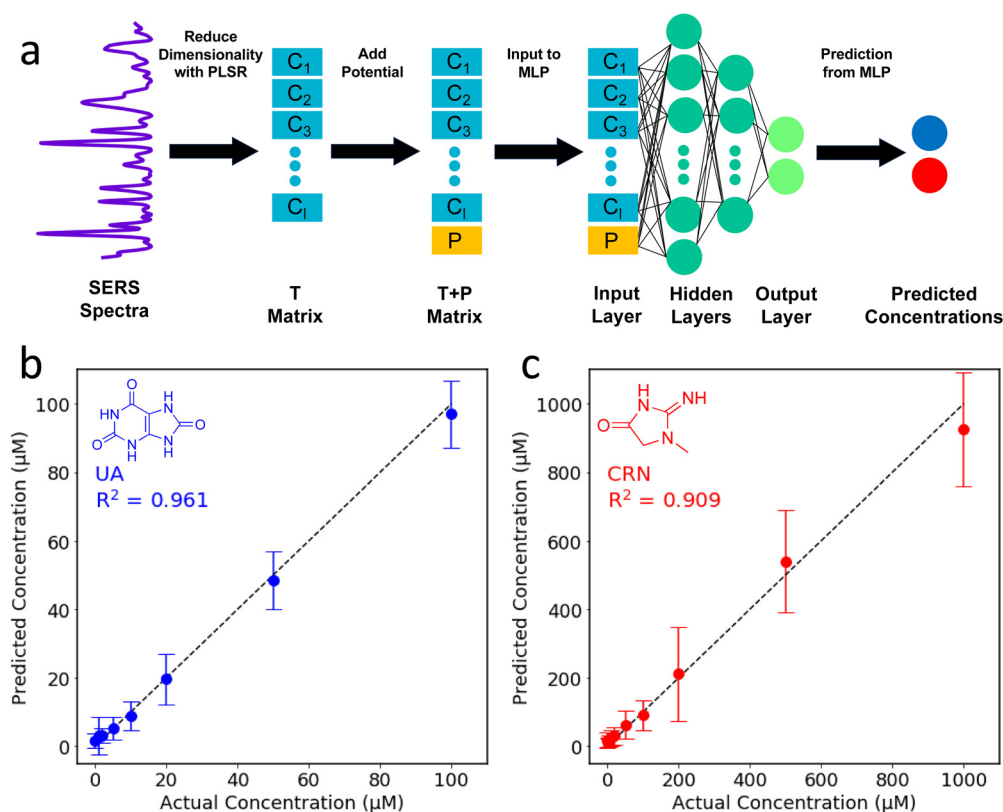 a
Reduce
Dimensionality
with PLSR
Add
Potential
Input to
MLP
Prediction
from MLP
C₁
C₂
C₃
Cₗ
C₁
C₂
C₃
Cₗ
P
C₁
C₂
C₃
Cₗ
P
SERS
Spectra
T
Matrix
T+P
Matrix
Input
Layer
Hidden
Layers
Output
Layer
Predicted
Concentrations
b
Predicted Concentration (µM)
100
80
60
40
20
0
O
H
N
HN
O
O
N
H
N
H
UA
R² = 0.961
0 20 40 60 80 100
Actual Concentration (µM)
c
Predicted Concentration (µM)
1000
800
600
400
200
0
H
N
NH
O
N
CRN
R² = 0.909
0 200 400 600 800 1000
Actual Concentration (µM)